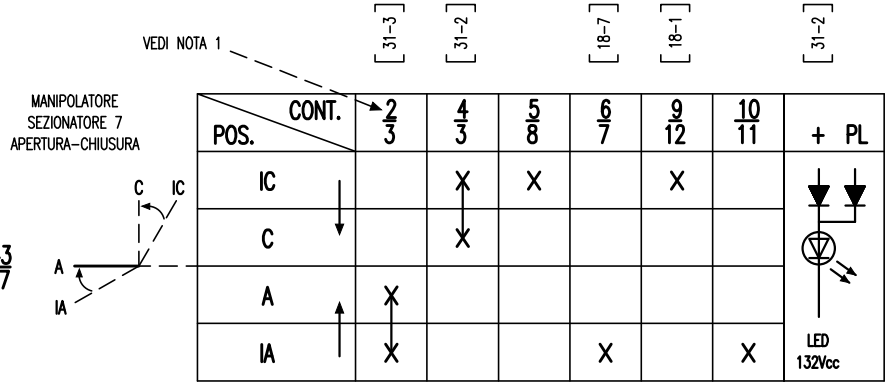 [31-3] [31-2] [18-7] [18-1] [31-2]
VEDI NOTA 1
MANIPOLATORE
SEZIONATORE 7
APERTURA-CHIUSURA
CONT.
POS.
2/3 4/3 5/8 6/7 9/12 10/11 + PL
IC X X X
C X
A X
IA X X X
C IC
A
IA
3/7
LED
132Vcc